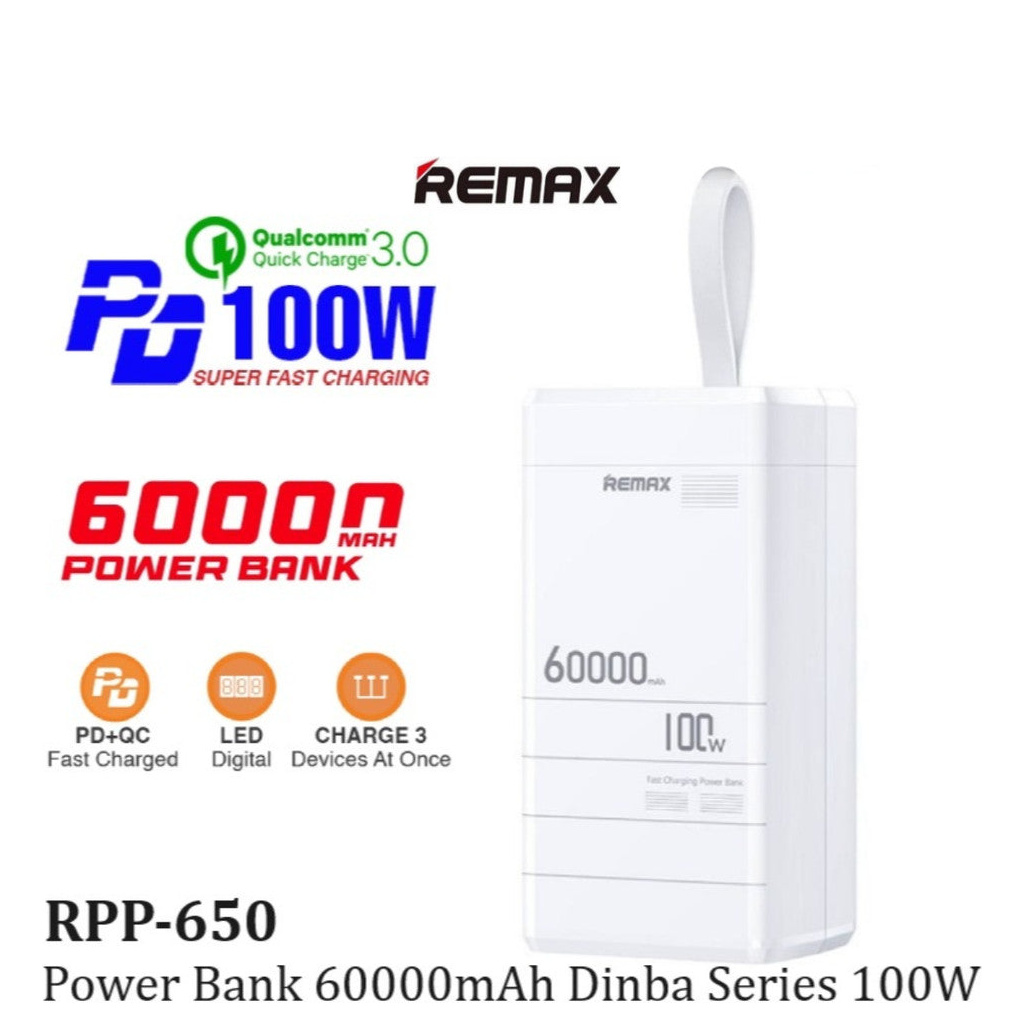 REMAX
Qualcomm
Quick Charge 3.0
PD 100W
SUPER FAST CHARGING
60000 MAH
POWER BANK
PD
PD+QC
Fast Charged
888
LED
Digital
CHARGE 3
Devices At Once
REMAX
60000mAh
100W
Fast Charging Power Bank
RPP-650
Power Bank 60000mAh Dinba Series 100W